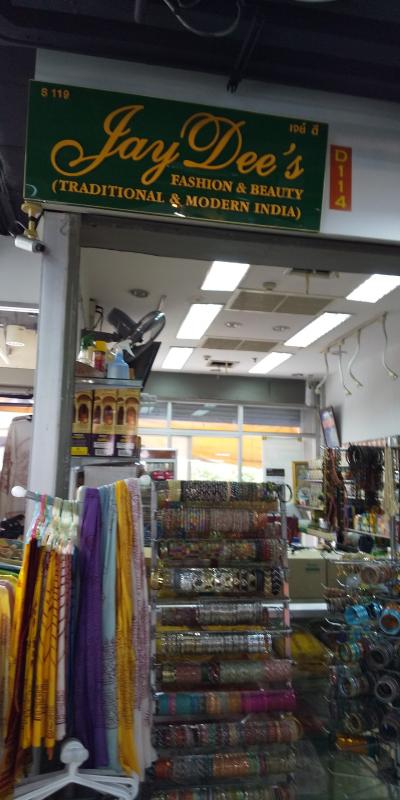 S 119
เจย์ ดี
Jay Dee's
FASHION & BEAUTY
(TRADITIONAL & MODERN INDIA)
D114